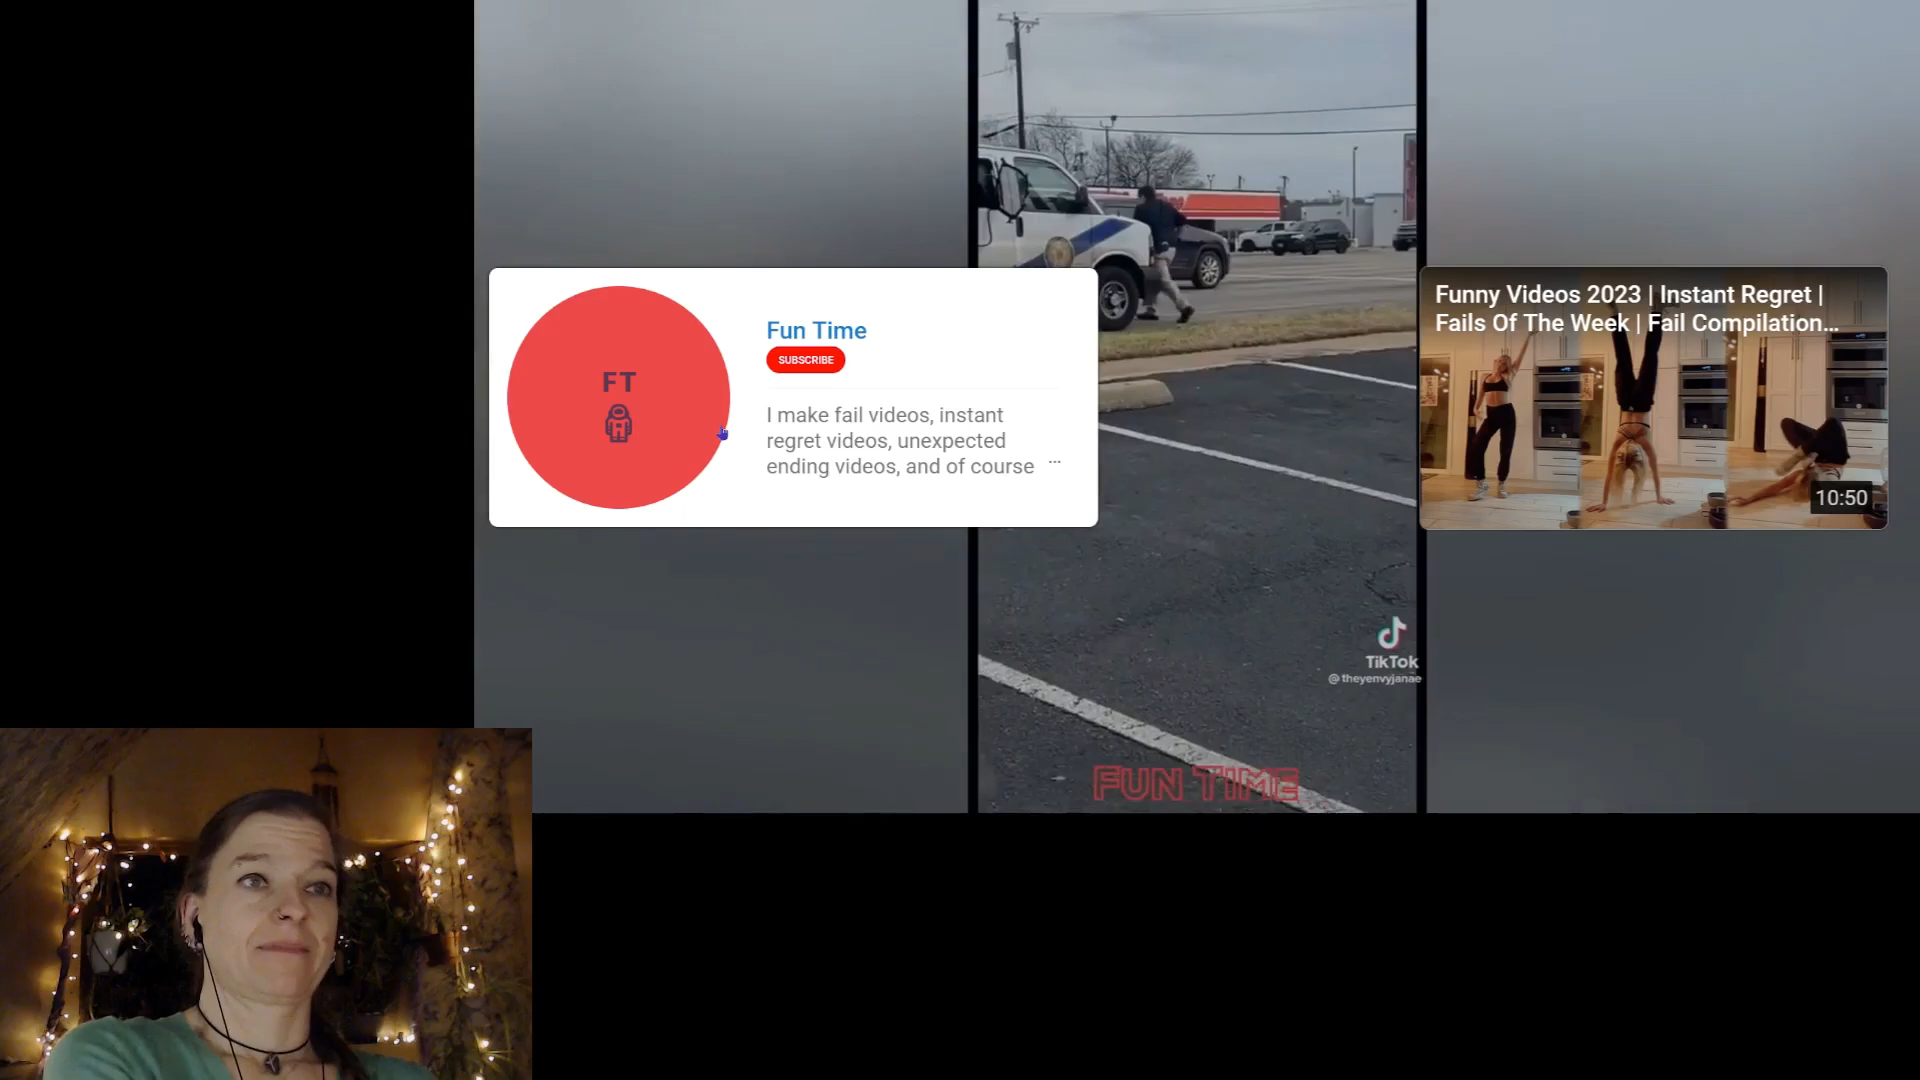 Funny Videos 2023 | Instant Regret |
Fails Of The Week | Fail Compilation...
Fun Time
SUBSCRIBE
FT
I make fail videos, instant
regret videos, unexpected
ending videos, and of course ...
10:50
TikTok
@theyenvyjanae
FUN TIME